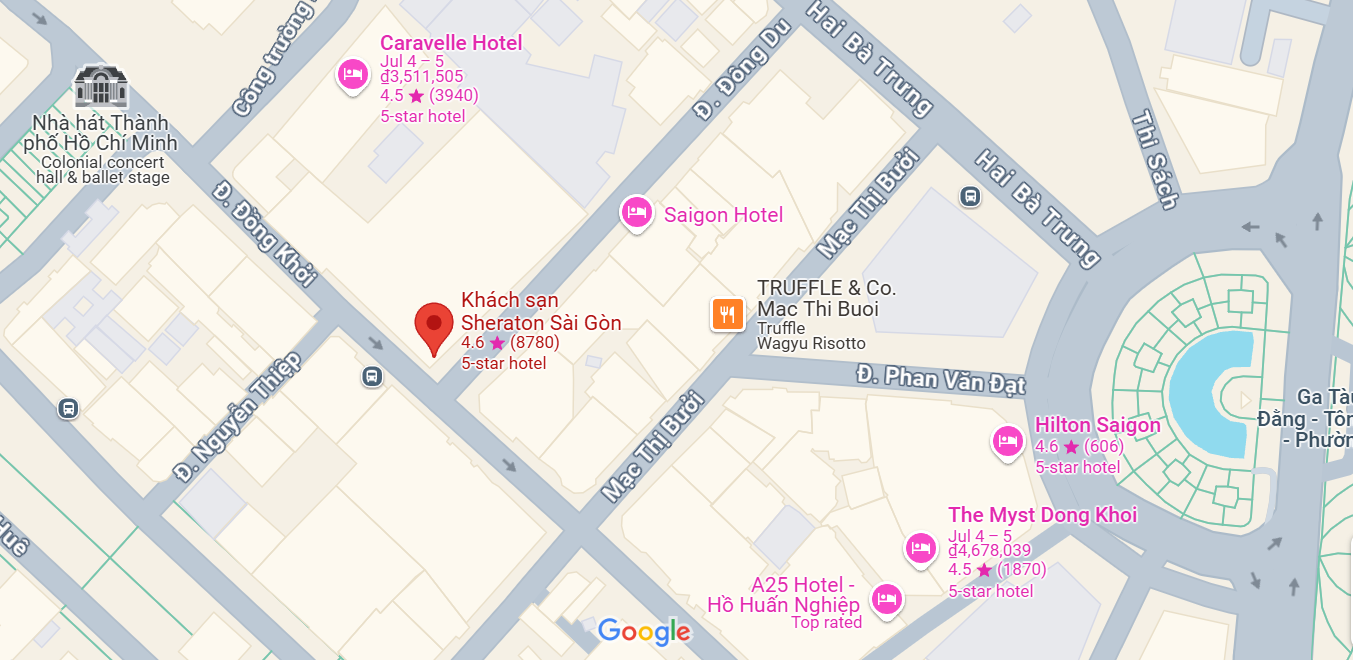 Công trường
Caravelle Hotel
Jul 4 – 5
₫3,511,505
4.5 ★ (3940)
5-star hotel
Hai Bà Trưng
Đ. Đông Du
Nhà hát Thành
phố Hồ Chí Minh
Colonial concert
hall & ballet stage
Thi Sách
Đ. Đồng Khởi
Mạc Thị Bưởi
Hai Bà Trưng
Saigon Hotel
Khách sạn
Sheraton Sài Gòn
4.6 ★ (8780)
5-star hotel
TRUFFLE & Co.
Mac Thi Buoi
Truffle
Wagyu Risotto
Đ. Phan Văn Đạt
Đ. Nguyễn Thiệp
Mạc Thị Bưởi
Ga Tàu
Đằng - Tôn
- Phườn
Hilton Saigon
4.6 ★ (606)
5-star hotel
Huê
The Myst Dong Khoi
Jul 4 – 5
₫4,678,039
4.5 ★ (1870)
5-star hotel
A25 Hotel -
Hồ Huấn Nghiệp
Top rated
Google